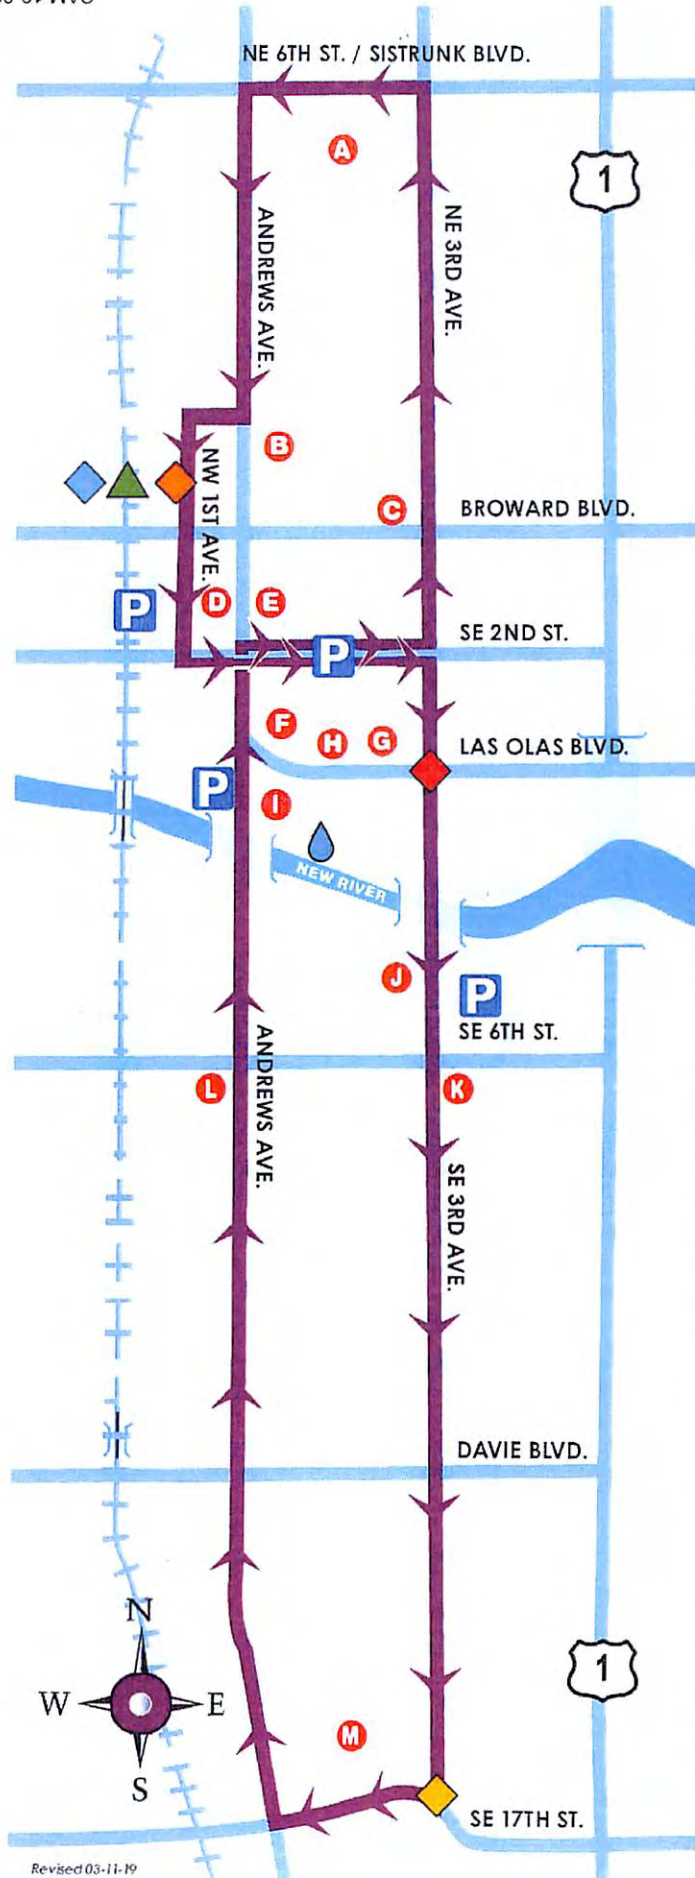 NE 6TH ST. / SISTRUNK BLVD.
A
1
ANDREWS AVE.
NE 3RD AVE.
B
NW 1ST AVE.
C
BROWARD BLVD.
P
D
E
SE 2ND ST.
P
F
H
G
LAS OLAS BLVD.
P
I
NEW RIVER
J
P
SE 6TH ST.
ANDREWS AVE.
L
K
SE 3RD AVE.
DAVIE BLVD.
N
W
E
S
1
M
SE 17TH ST.
Revised 03-11-19